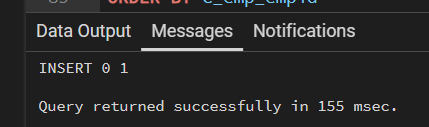 Data Output Messages Notifications
INSERT 0 1
Query returned successfully in 155 msec.